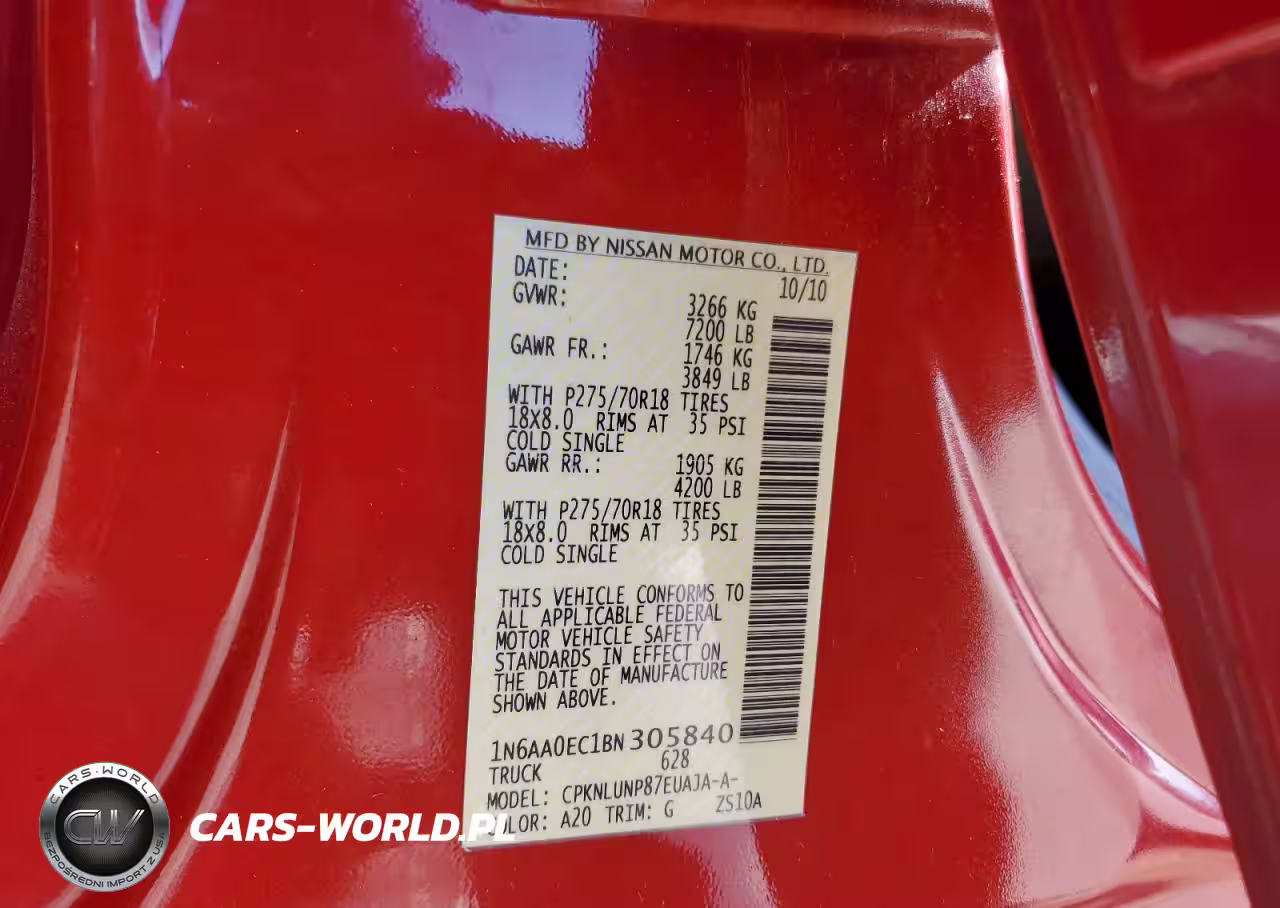 MFD BY NISSAN MOTOR CO., LTD.
DATE: 10/10
GVWR: 3266 KG
7200 LB
GAWR FR.: 1746 KG
3849 LB
WITH P275/70R18 TIRES
18X8.0 RIMS AT 35 PSI
COLD SINGLE
GAWR RR.: 1905 KG
4200 LB
WITH P275/70R18 TIRES
18X8.0 RIMS AT 35 PSI
COLD SINGLE
THIS VEHICLE CONFORMS TO
ALL APPLICABLE FEDERAL
MOTOR VEHICLE SAFETY
STANDARDS IN EFFECT ON
THE DATE OF MANUFACTURE
SHOWN ABOVE.
1N6AA0EC1BN305840
TRUCK 628
MODEL: CPKNLUNP87EUAJA-A-
OLOR: A20 TRIM: G ZS10A
CARS-WORLD
CW
BEZPOŚREDNI IMPORT Z USA
CARS-WORLD.PL